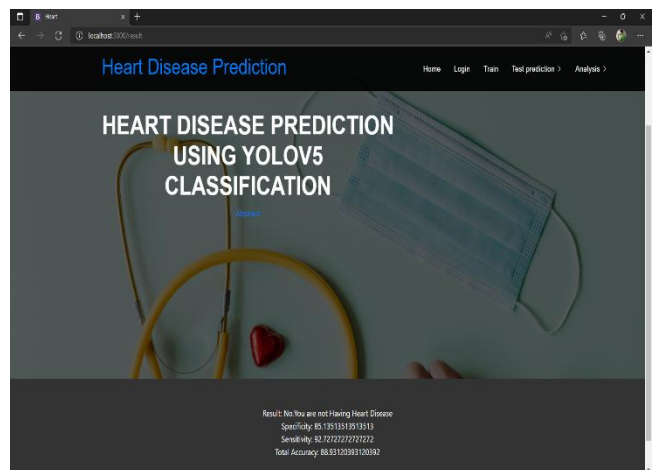 Heart
localhost:3000/result
Heart Disease Prediction
Home Login Train Test prediction > Analysis >
HEART DISEASE PREDICTION
USING YOLOV5
CLASSIFICATION
Abstract
Result: No.You are not Having Heart Disease
Specificity: 85.13513513513513
Sensitivity: 92.72727272727272
Total Accuracy: 88.93120393120392